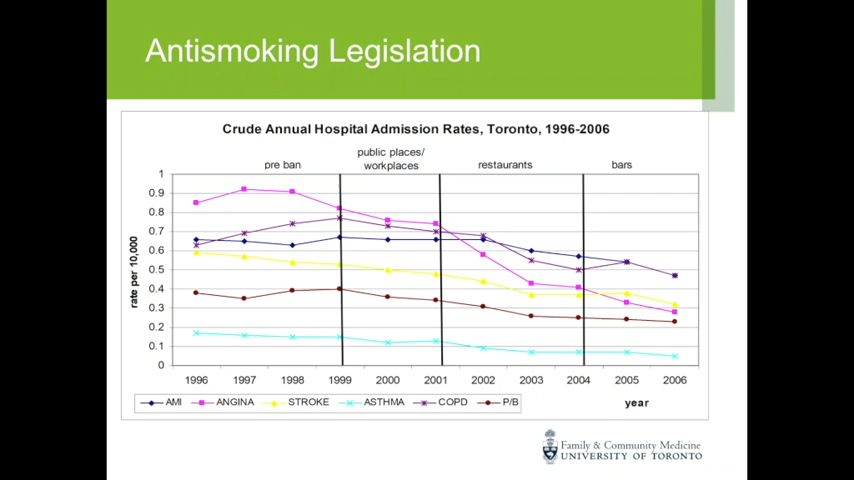 Antismoking Legislation
Crude Annual Hospital Admission Rates, Toronto, 1996-2006
pre ban
public places/
workplaces
restaurants
bars
rate per 10,000
1
0.9
0.8
0.7
0.6
0.5
0.4
0.3
0.2
0.1
0
1996 1997 1998 1999 2000 2001 2002 2003 2004 2005 2006
AMI ANGINA STROKE ASTHMA COPD P/B
year
Family & Community Medicine
UNIVERSITY OF TORONTO